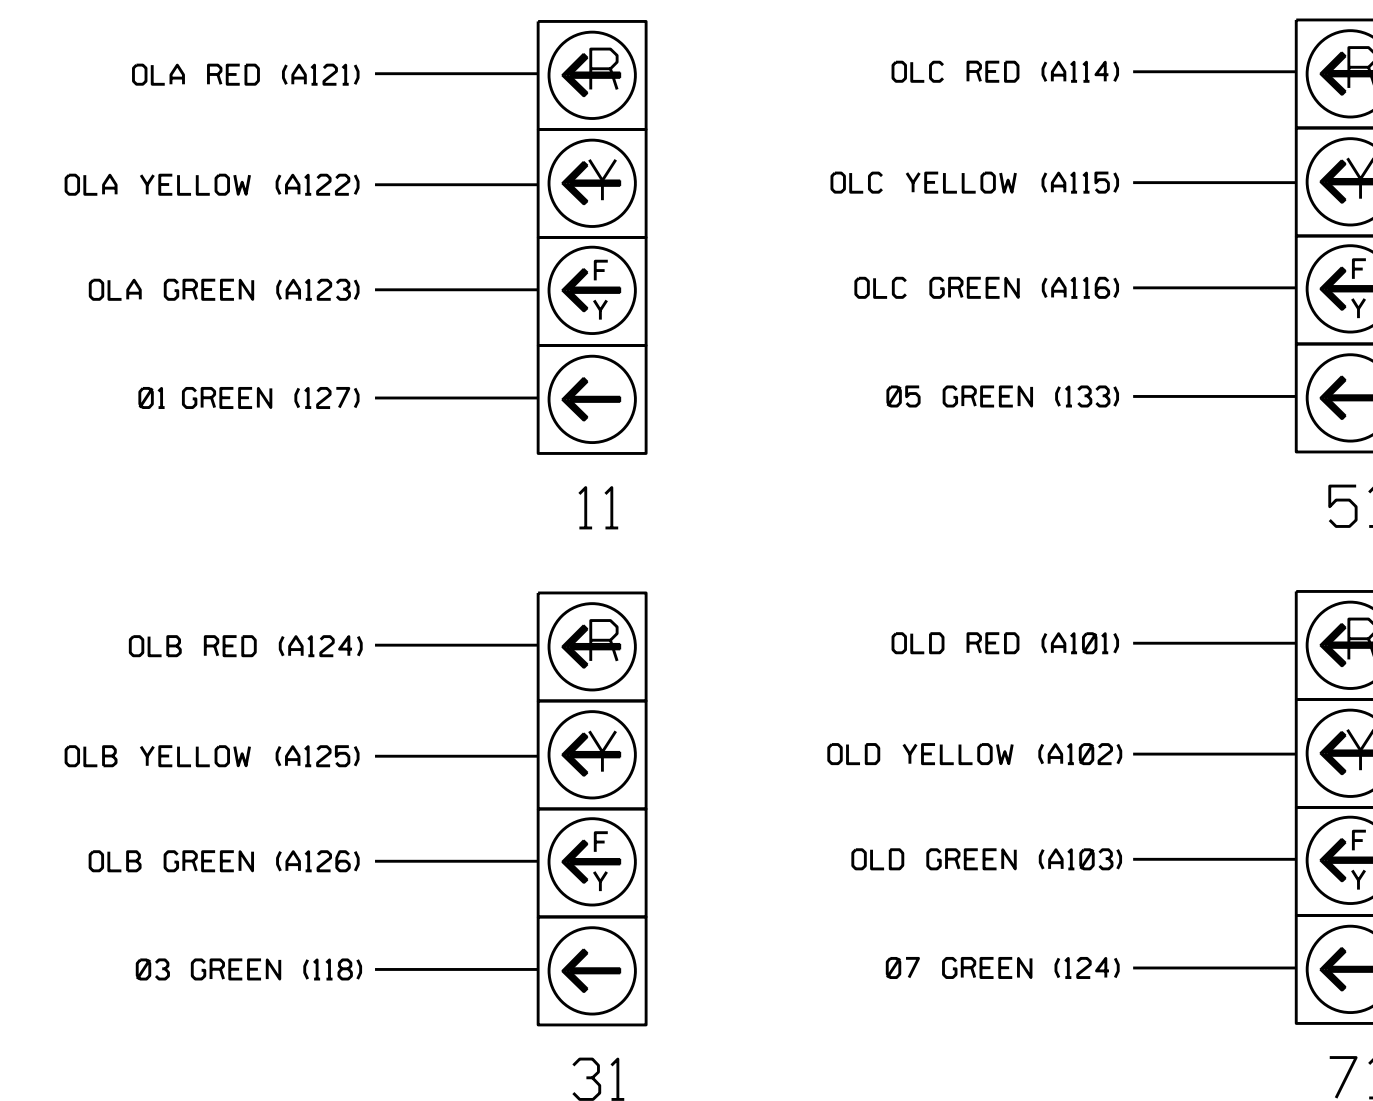 OLA RED (A121)
R
OLA YELLOW (A122)
Y
OLA GREEN (A123)
F
Y
Ø1 GREEN (127)
11
OLC RED (A114)
R
OLC YELLOW (A115)
Y
OLC GREEN (A116)
F
Y
Ø5 GREEN (133)
51
OLB RED (A124)
R
OLB YELLOW (A125)
Y
OLB GREEN (A126)
F
Y
Ø3 GREEN (118)
31
OLD RED (A1Ø1)
R
OLD YELLOW (A1Ø2)
Y
OLD GREEN (A1Ø3)
F
Y
Ø7 GREEN (124)
71